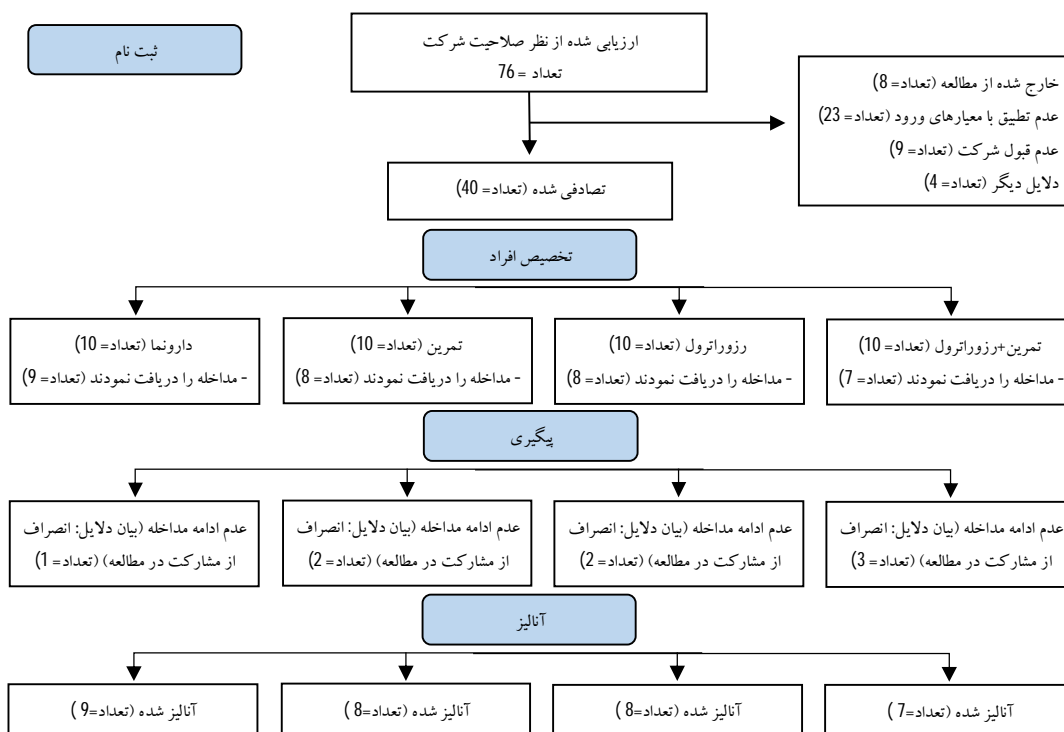 ثبت نام
ارزیابی شده از نظر صلاحیت شرکت
تعداد = 76
خارج شده از مطالعه (تعداد= 8)
عدم تطبیق با معیارهای ورود (تعداد= 23)
عدم قبول شرکت (تعداد= 9)
دلایل دیگر (تعداد= 4)
تصادفی شده (تعداد= 40)
تخصیص افراد
تمرین+رزوراترول (تعداد= 10)
- مداخله را دریافت نمودند (تعداد= 7)
رزوراترول (تعداد= 10)
- مداخله را دریافت نمودند (تعداد= 8)
تمرین (تعداد= 10)
- مداخله را دریافت نمودند (تعداد= 8)
دارونما (تعداد= 10)
- مداخله را دریافت نمودند (تعداد= 9)
پیگیری
عدم ادامه مداخله (بیان دلایل: انصراف
از مشارکت در مطالعه) (تعداد= 3)
عدم ادامه مداخله (بیان دلایل: انصراف
از مشارکت در مطالعه) (تعداد= 2)
عدم ادامه مداخله (بیان دلایل: انصراف
از مشارکت در مطالعه) (تعداد= 2)
عدم ادامه مداخله (بیان دلایل: انصراف
از مشارکت در مطالعه) (تعداد= 1)
آنالیز
آنالیز شده (تعداد=7 )
آنالیز شده (تعداد=8 )
آنالیز شده (تعداد=8 )
آنالیز شده (تعداد=9 )